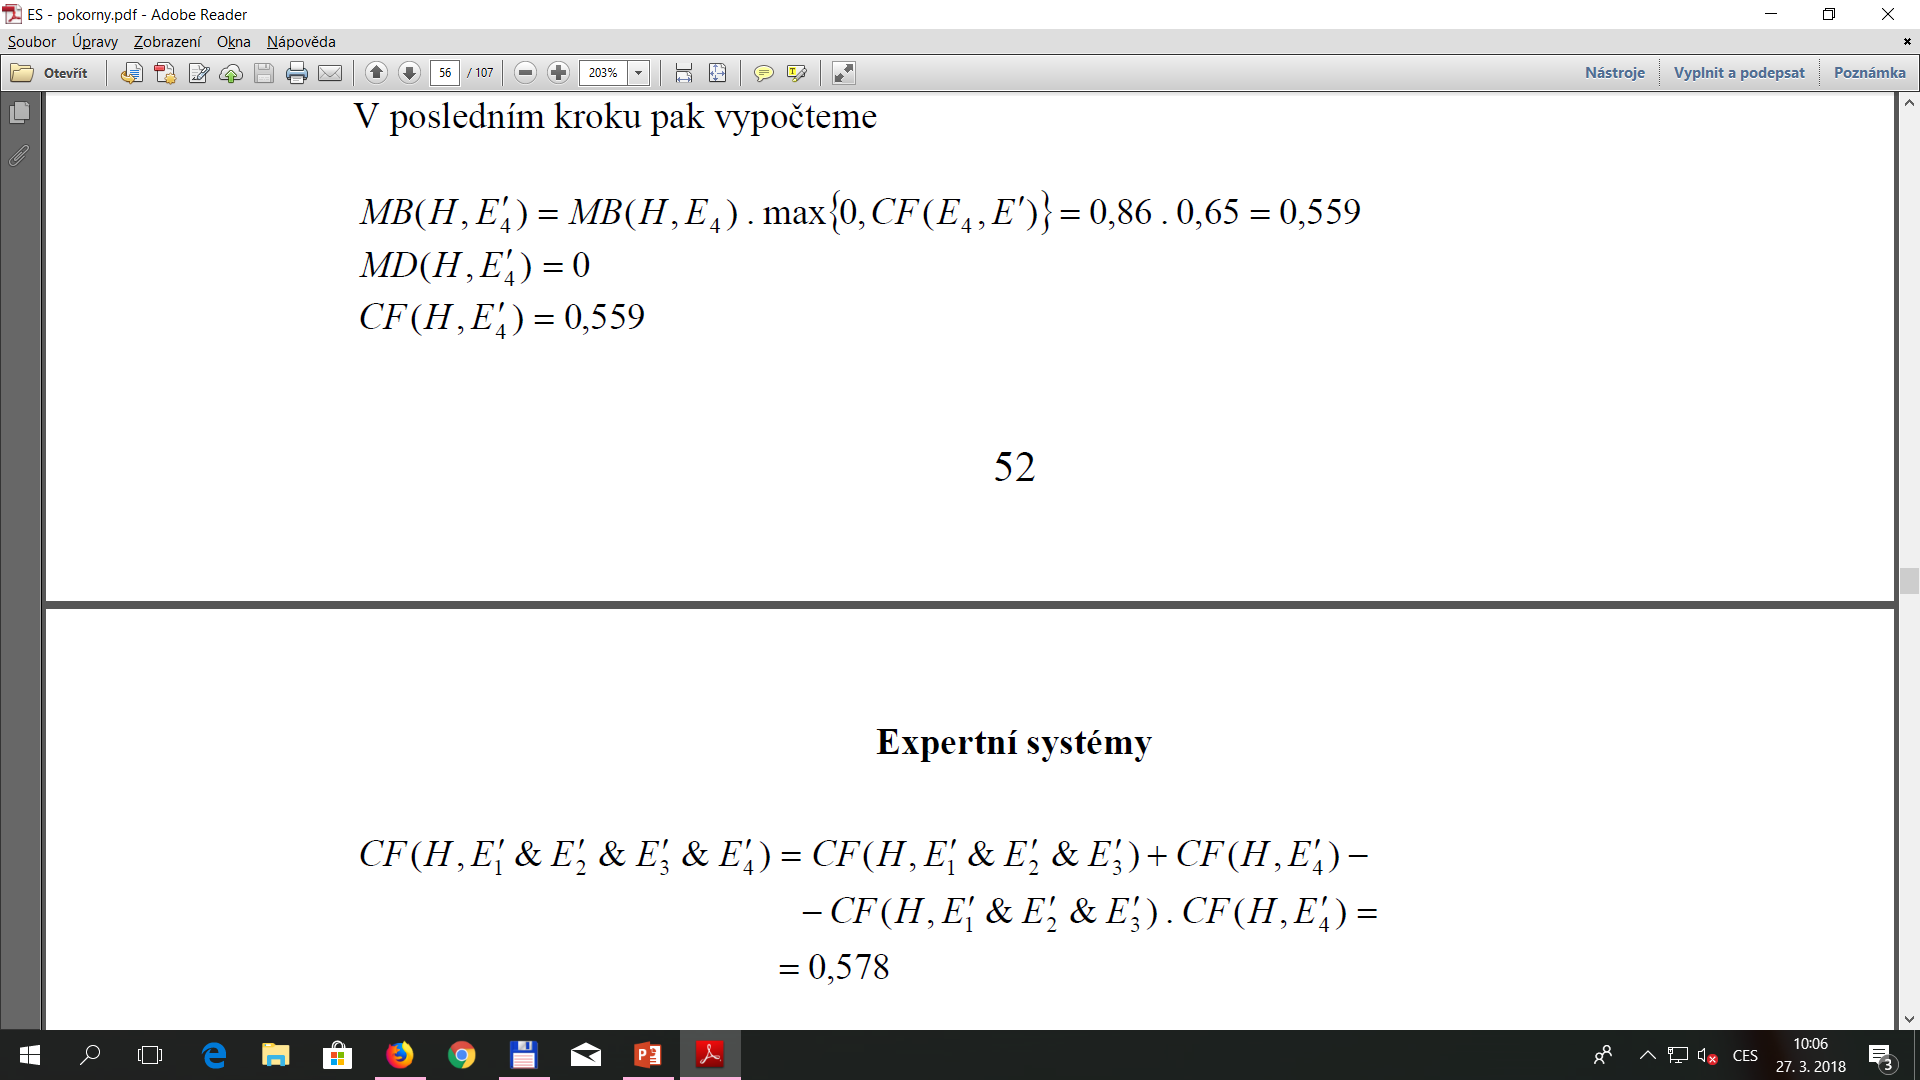 ES - pokorny.pdf - Adobe Reader
Soubor Úpravy Zobrazení Okna Nápověda
Otevřít 56 / 107 203% Nástroje Vyplnit a podepsat Poznámka
V posledním kroku pak vypočteme
MB(H,E′₄) = MB(H,E₄) . max{0,CF(E₄,E′)} = 0,86 . 0,65 = 0,559
MD(H,E′₄) = 0
CF(H,E′₄) = 0,559
52
Expertní systémy
CF(H,E′₁ & E′₂ & E′₃ & E′₄) = CF(H,E′₁ & E′₂ & E′₃) + CF(H,E′₄) −
− CF(H,E′₁ & E′₂ & E′₃) . CF(H,E′₄) =
= 0,578
CES
10:06
27. 3. 2018
3